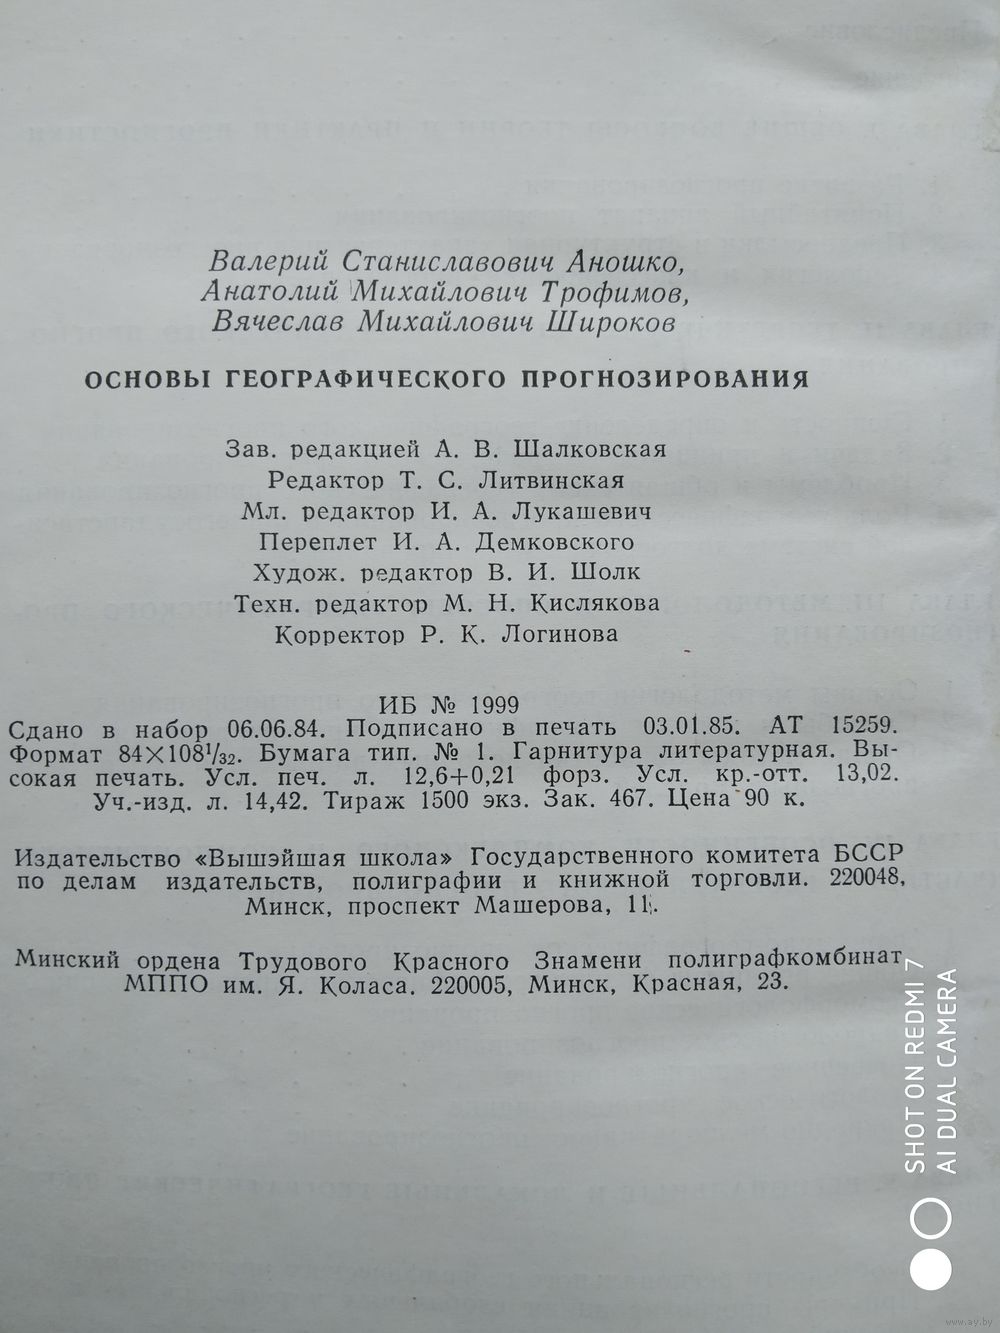 Валерий Станиславович Аношко,
Анатолий Михайлович Трофимов,
Вячеслав Михайлович Широков
ОСНОВЫ ГЕОГРАФИЧЕСКОГО ПРОГНОЗИРОВАНИЯ
Зав. редакцией А. В. Шалковская
Редактор Т. С. Литвинская
Мл. редактор И. А. Лукашевич
Переплет И. А. Демковского
Худож. редактор В. И. Шолк
Техн. редактор М. Н. Кислякова
Корректор Р. К. Логинова
ИБ № 1999
Сдано в набор 06.06.84. Подписано в печать 03.01.85. АТ 15259.
Формат 84×108¹/₃₂. Бумага тип. № 1. Гарнитура литературная. Вы-
сокая печать. Усл. печ. л. 12,6+0,21 форз. Усл. кр.-отт. 13,02.
Уч.-изд. л. 14,42. Тираж 1500 экз. Зак. 467. Цена 90 к.
Издательство «Вышэйшая школа» Государственного комитета БССР
по делам издательств, полиграфии и книжной торговли. 220048,
Минск, проспект Машерова, 11.
Минский ордена Трудового Красного Знамени полиграфкомбинат
МППО им. Я. Коласа. 220005, Минск, Красная, 23.
SHOT ON REDMI 7
AI DUAL CAMERA
www.ay.by